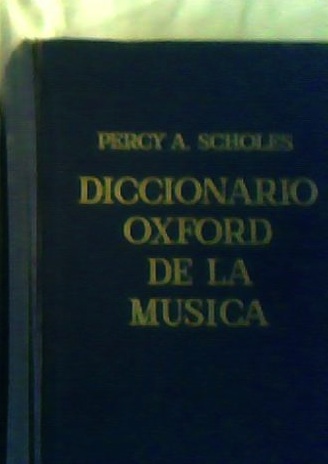 PERCY A. SCHOLES
DICCIONARIO
OXFORD
DE LA
MUSICA